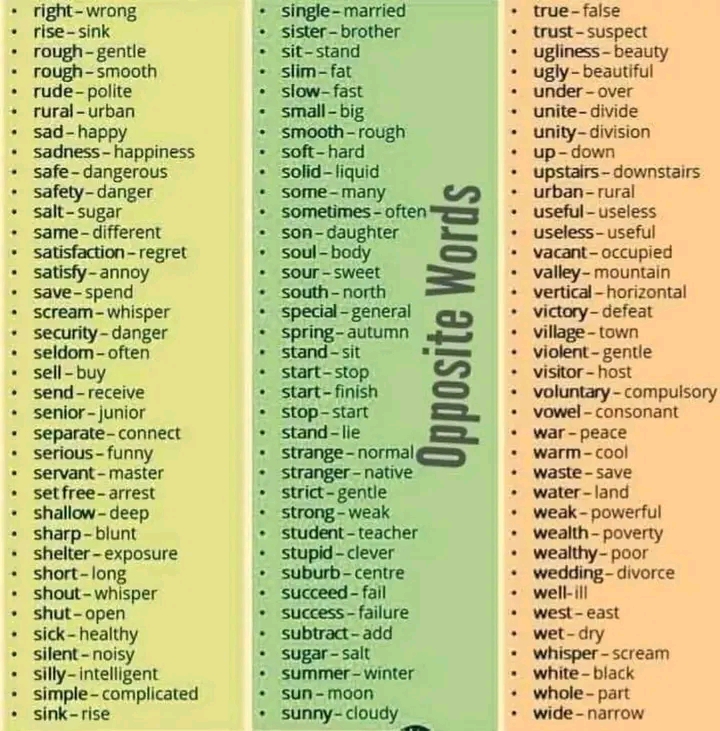 • right – wrong
• rise – sink
• rough – gentle
• rough – smooth
• rude – polite
• rural – urban
• sad – happy
• sadness – happiness
• safe – dangerous
• safety – danger
• salt – sugar
• same – different
• satisfaction – regret
• satisfy – annoy
• save – spend
• scream – whisper
• security – danger
• seldom – often
• sell – buy
• send – receive
• senior – junior
• separate – connect
• serious – funny
• servant – master
• set free – arrest
• shallow – deep
• sharp – blunt
• shelter – exposure
• short – long
• shout – whisper
• shut – open
• sick – healthy
• silent – noisy
• silly – intelligent
• simple – complicated
• sink – rise
• single – married
• sister – brother
• sit – stand
• slim – fat
• slow – fast
• small – big
• smooth – rough
• soft – hard
• solid – liquid
• some – many
• sometimes – often
• son – daughter
• soul – body
• sour – sweet
• south – north
• special – general
• spring – autumn
• stand – sit
• start – stop
• start – finish
• stop – start
• stand – lie
• strange – normal
• stranger – native
• strict – gentle
• strong – weak
• student – teacher
• stupid – clever
• suburb – centre
• succeed – fail
• success – failure
• subtract – add
• sugar – salt
• summer – winter
• sun – moon
• sunny – cloudy
Opposite Words
• true – false
• trust – suspect
• ugliness – beauty
• ugly – beautiful
• under – over
• unite – divide
• unity – division
• up – down
• upstairs – downstairs
• urban – rural
• useful – useless
• useless – useful
• vacant – occupied
• valley – mountain
• vertical – horizontal
• victory – defeat
• village – town
• violent – gentle
• visitor – host
• voluntary – compulsory
• vowel – consonant
• war – peace
• warm – cool
• waste – save
• water – land
• weak – powerful
• wealth – poverty
• wealthy – poor
• wedding – divorce
• well-ill
• west – east
• wet – dry
• whisper – scream
• white – black
• whole – part
• wide – narrow